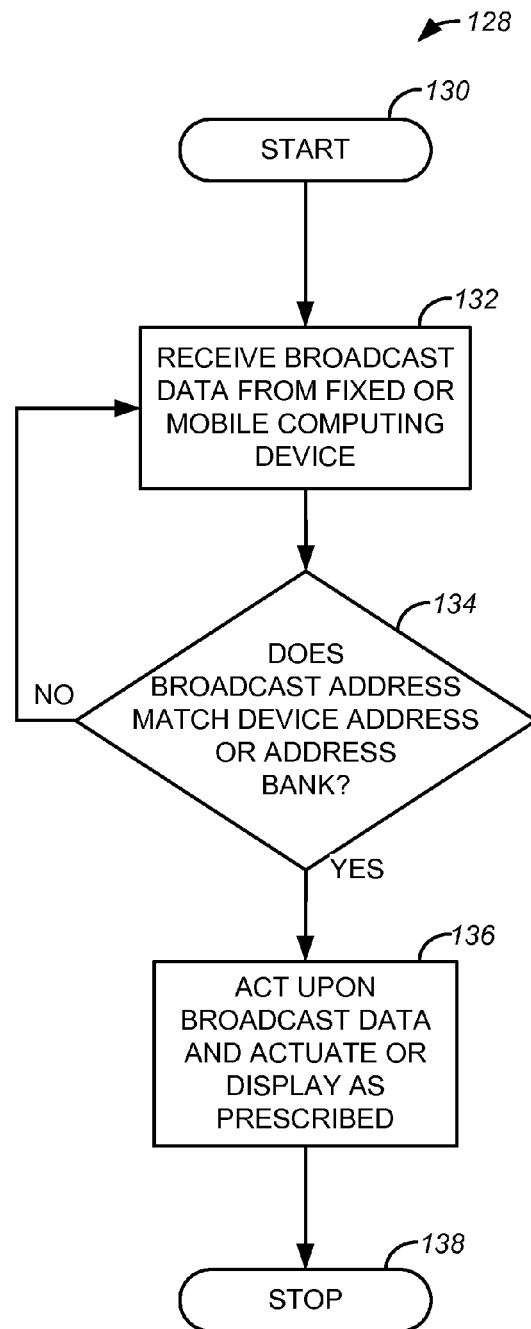 128
130
START
132
RECEIVE BROADCAST
DATA FROM FIXED OR
MOBILE COMPUTING
DEVICE
134
DOES
BROADCAST ADDRESS
MATCH DEVICE ADDRESS
OR ADDRESS
BANK?
NO
YES
136
ACT UPON
BROADCAST DATA
AND ACTUATE OR
DISPLAY AS
PRESCRIBED
138
STOP